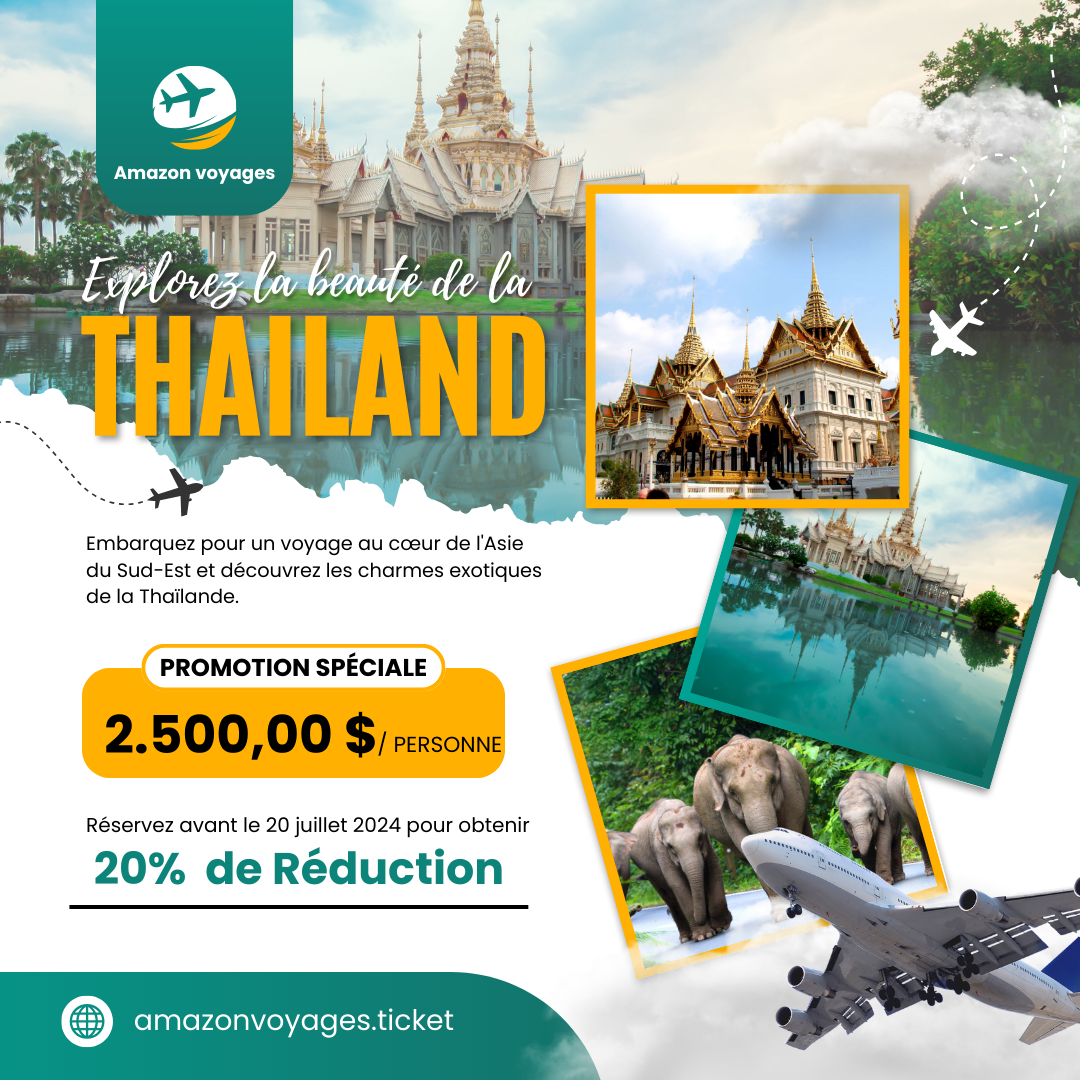 Amazon voyages
Explorez la beauté de la
THAILAND
Embarquez pour un voyage au cœur de l'Asie
du Sud-Est et découvrez les charmes exotiques
de la Thaïlande.
PROMOTION SPÉCIALE
2.500,00 $/ PERSONNE
Réservez avant le 20 juillet 2024 pour obtenir
20% de Réduction
amazonvoyages.ticket